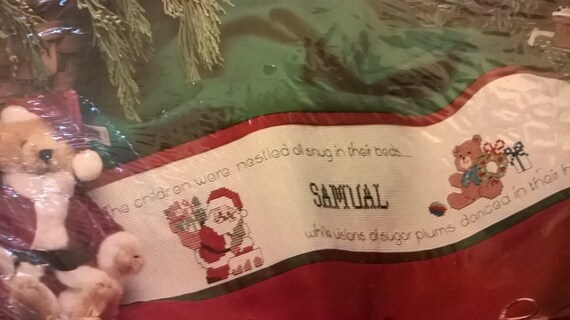 The children were nestled all snug in their beds....
SAMUAL
while visions of sugar plums danced in their h